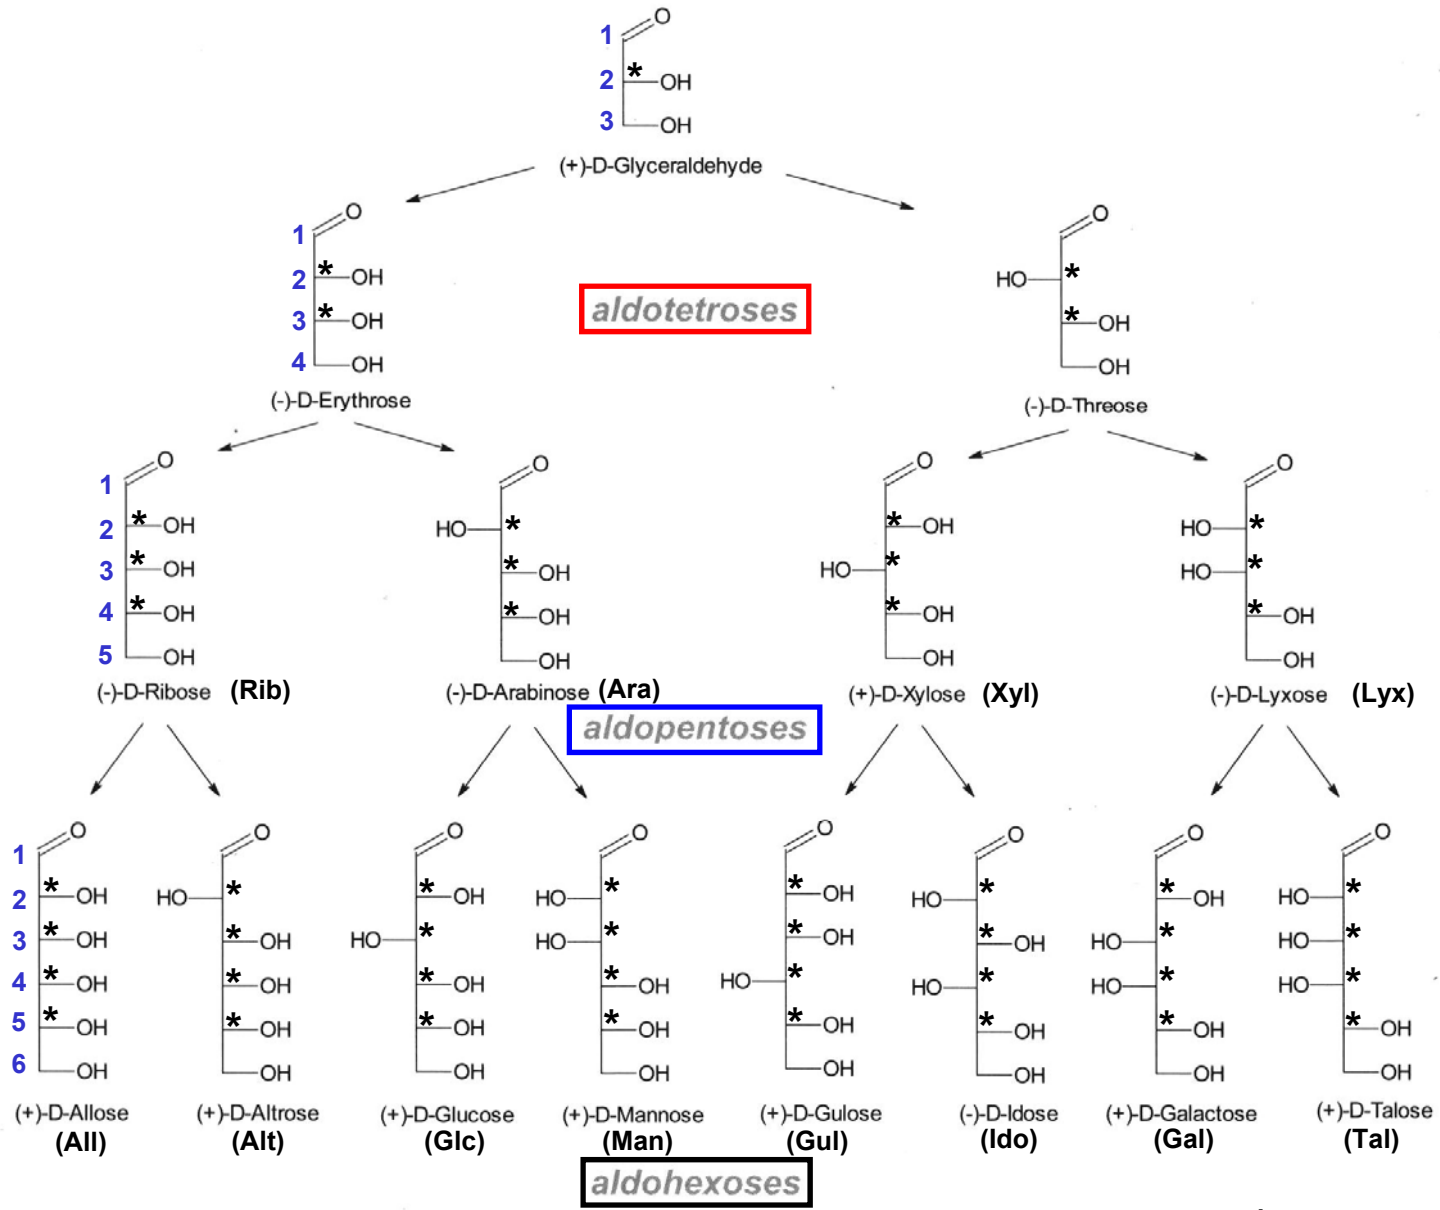 O
1
*
2 OH
3 OH
(+)-D-Glyceraldehyde
O O
1
* *
2 OH HO
aldotetroses
* *
3 OH OH
4 OH OH
(-)-D-Erythrose (-)-D-Threose
O O O O
1
* * * *
2 OH HO OH HO
* * * *
3 OH OH HO HO
* * * *
4 OH OH OH OH
5 OH OH OH OH
(-)-D-Ribose (Rib) (-)-D-Arabinose (Ara) (+)-D-Xylose (Xyl) (-)-D-Lyxose (Lyx)
aldopentoses
O O O O O O O O
1
* * * * * * * *
2 OH HO OH HO OH HO OH HO
* * * * * * * *
3 OH OH HO HO OH OH HO HO
* * * * * * * *
4 OH OH OH OH HO HO HO HO
* * * * * * * *
5 OH OH OH OH OH OH OH OH
6 OH OH OH OH OH OH OH OH
(+)-D-Allose (+)-D-Altrose (+)-D-Glucose (+)-D-Mannose (+)-D-Gulose (-)-D-Idose (+)-D-Galactose (+)-D-Talose
(All) (Alt) (Glc) (Man) (Gul) (Ido) (Gal) (Tal)
aldohexoses